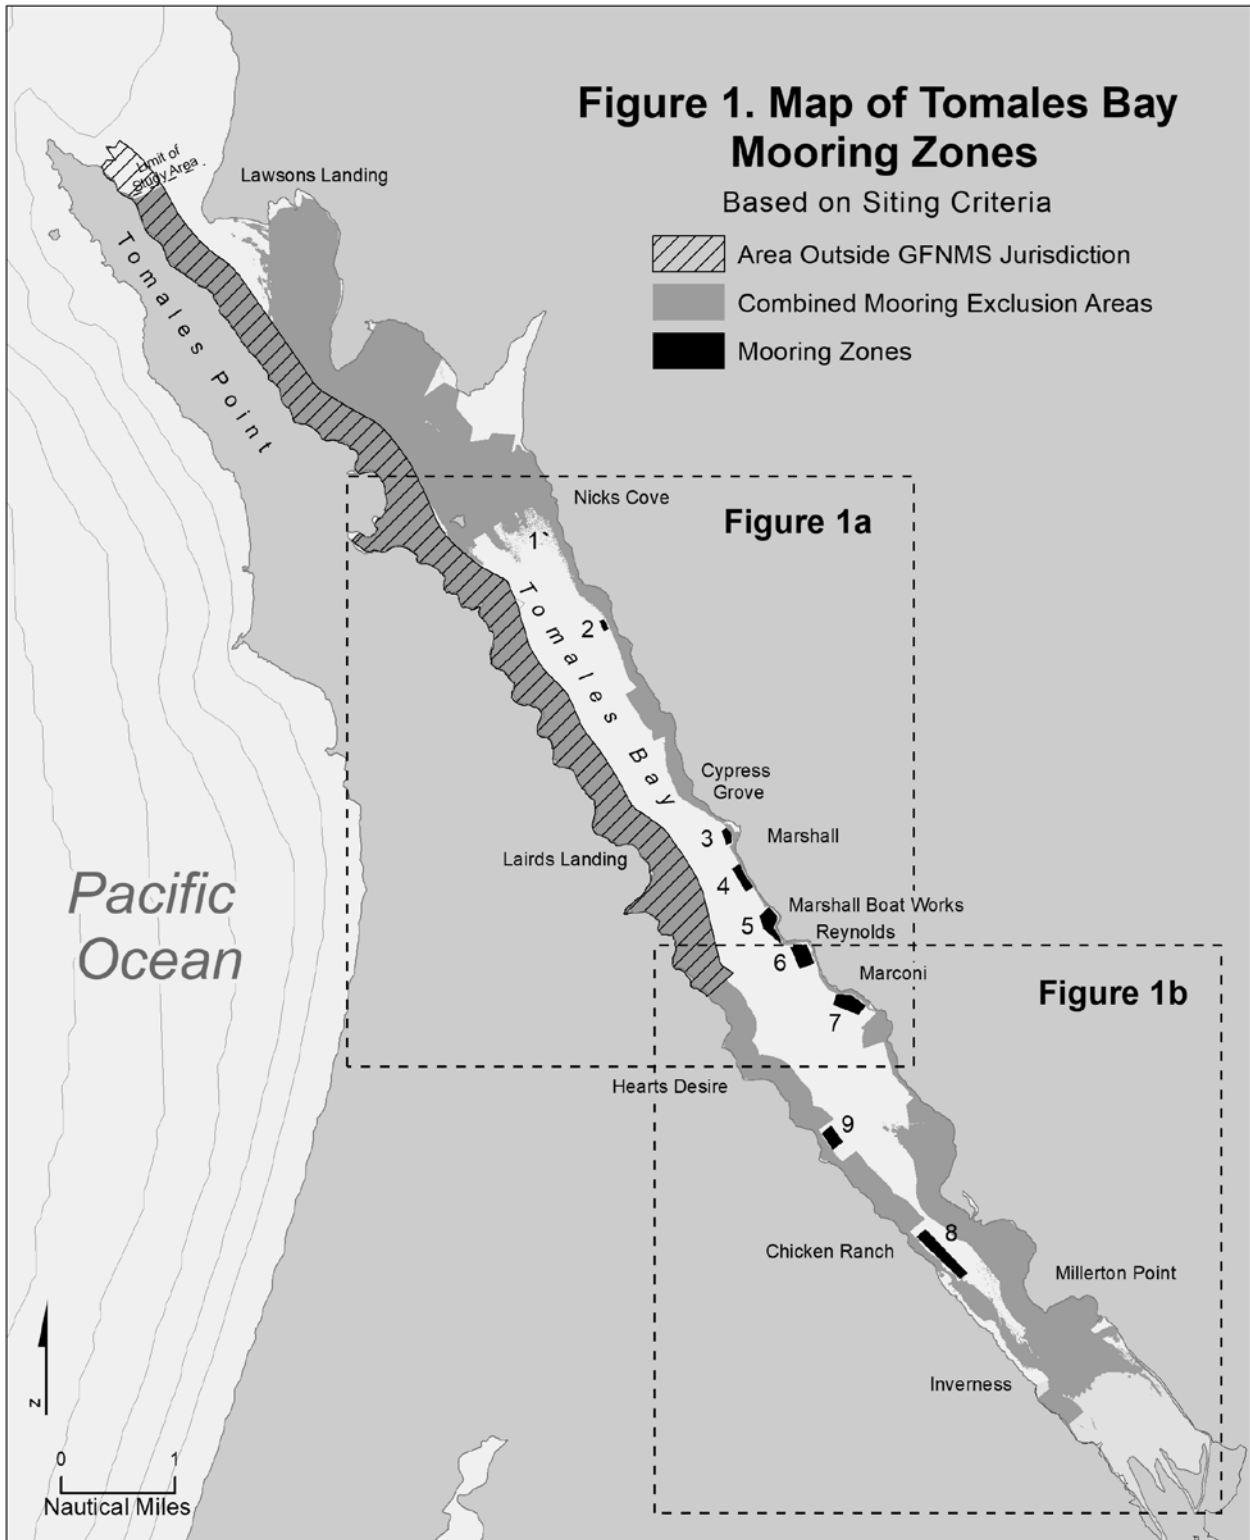 Figure 1. Map of Tomales Bay
Mooring Zones
Based on Siting Criteria
Area Outside GFNMS Jurisdiction
Combined Mooring Exclusion Areas
Mooring Zones
Limit of
Study Area
Lawsons Landing
Tomales Point
Nicks Cove
Figure 1a
1
2
Tomales Bay
Cypress
Grove
3
Marshall
Lairds Landing
4
Marshall Boat Works
5
Reynolds
6
Marconi
Pacific
Ocean
Figure 1b
7
Hearts Desire
9
8
Chicken Ranch
Millerton Point
Inverness
N
0 1
Nautical Miles